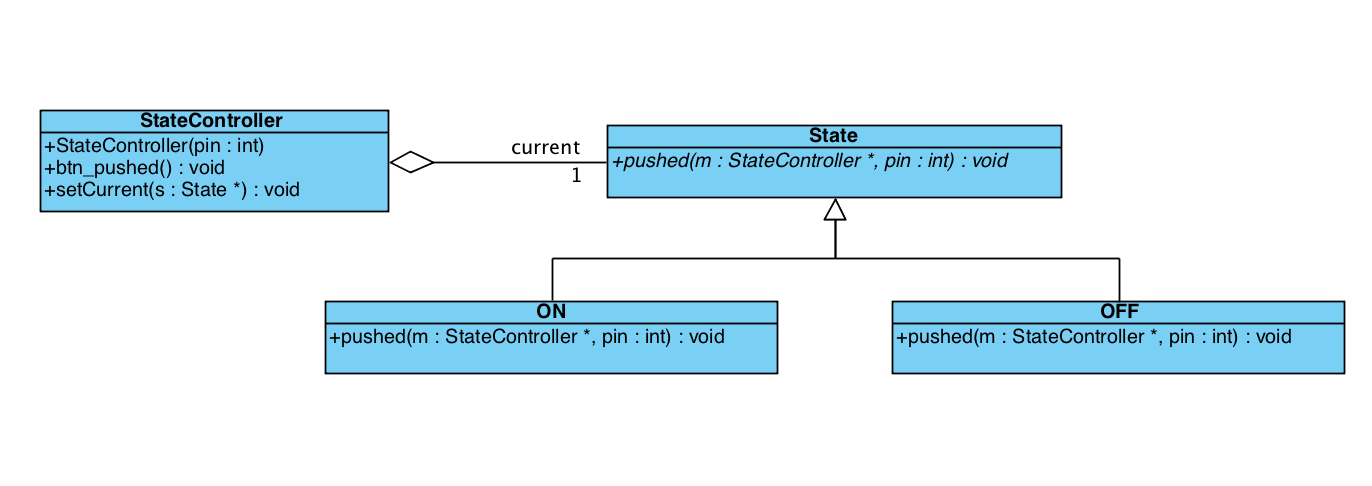 StateController
+StateController(pin : int)
+btn_pushed() : void
+setCurrent(s : State *) : void
current
1
State
+pushed(m : StateController *, pin : int) : void
ON
+pushed(m : StateController *, pin : int) : void
OFF
+pushed(m : StateController *, pin : int) : void